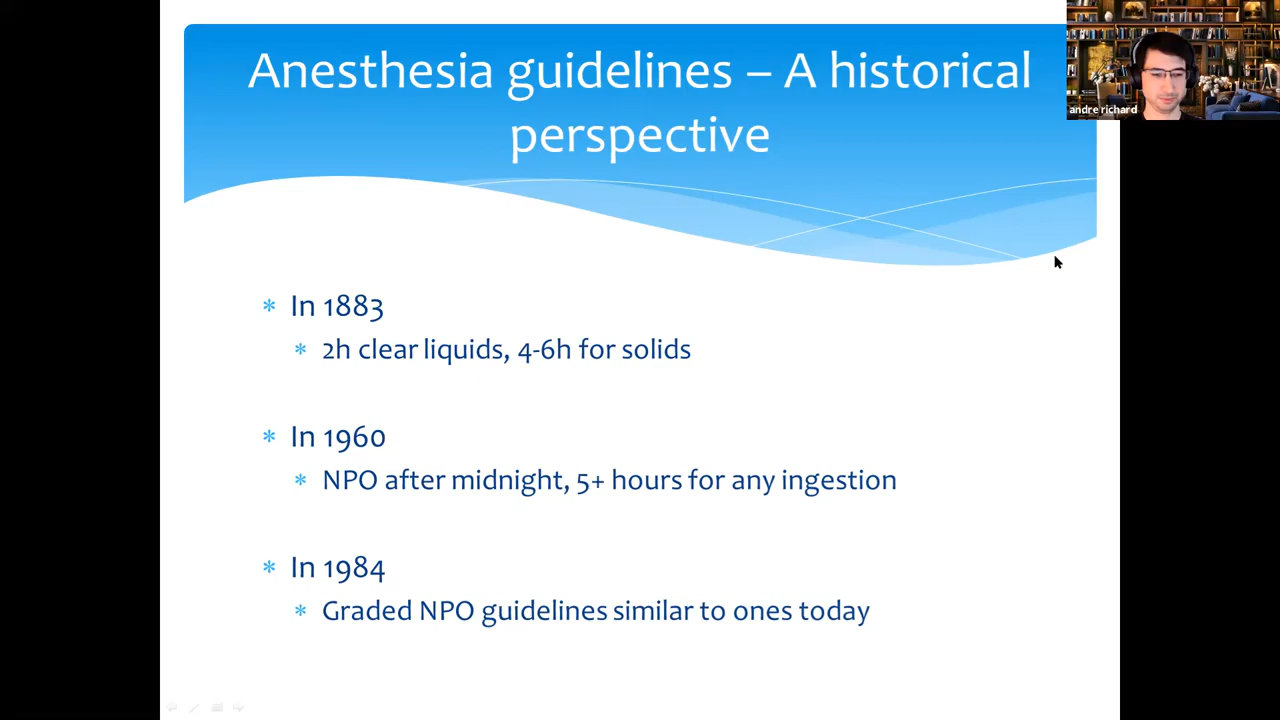 Anesthesia guidelines – A historical
perspective
andre richard
* In 1883
* 2h clear liquids, 4-6h for solids
* In 1960
* NPO after midnight, 5+ hours for any ingestion
* In 1984
* Graded NPO guidelines similar to ones today